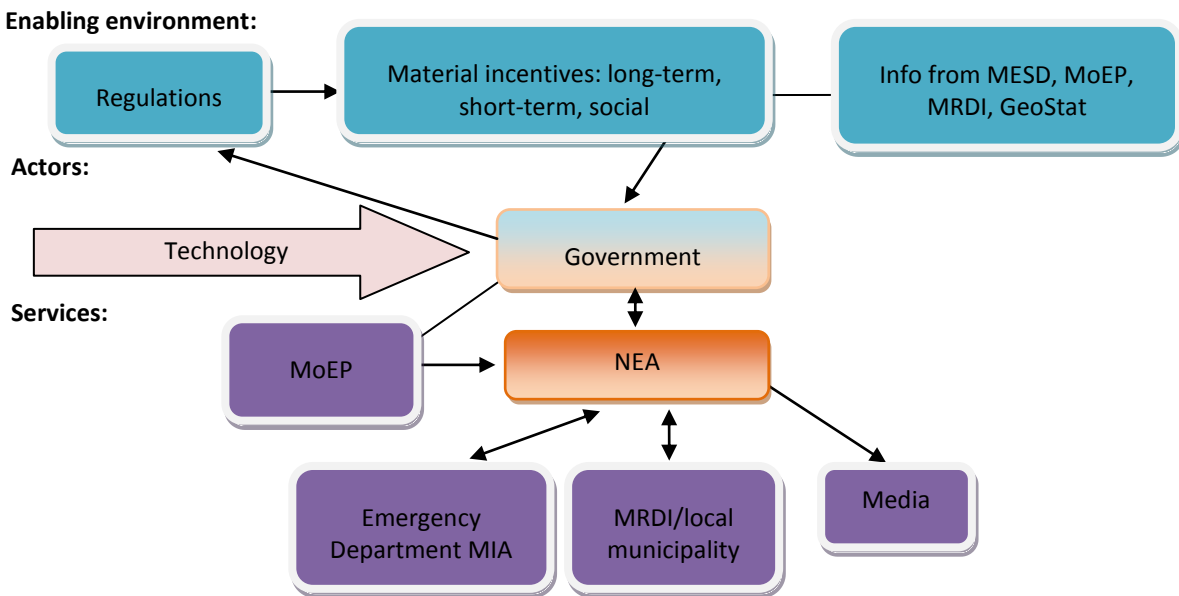 Enabling environment:
Regulations
Material incentives: long-term,
short-term, social
Info from MESD, MoEP,
MRDI, GeoStat
Actors:
Technology
Government
Services:
MoEP
NEA
Emergency
Department MIA
MRDI/local
municipality
Media